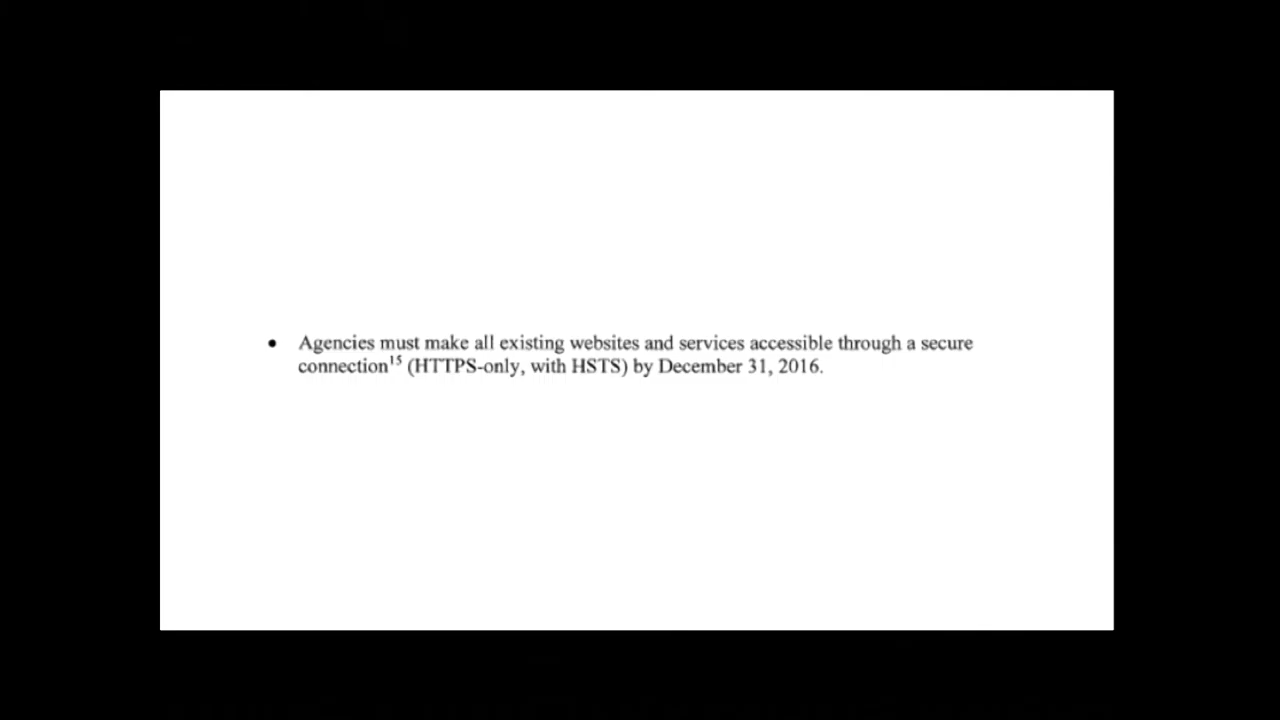 • Agencies must make all existing websites and services accessible through a secure
connection¹⁵ (HTTPS-only, with HSTS) by December 31, 2016.